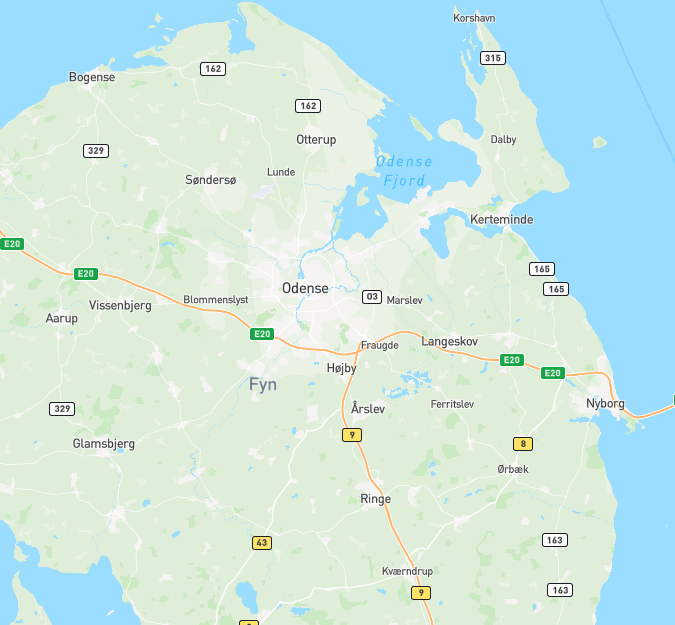 Korshavn
315
162
Bogense
162
Otterup
Dalby
329
Odense
Fjord
Lunde
Søndersø
Kerteminde
E20
165
E20
165
Odense
O3
Blommenslyst
Marslev
Vissenbjerg
Aarup
E20
Langeskov
Fraugde
E20
Højby
E20
Fyn
Nyborg
Ferritslev
Årslev
329
9
Glamsbjerg
8
Ørbæk
Ringe
163
43
Kværndrup
163
9